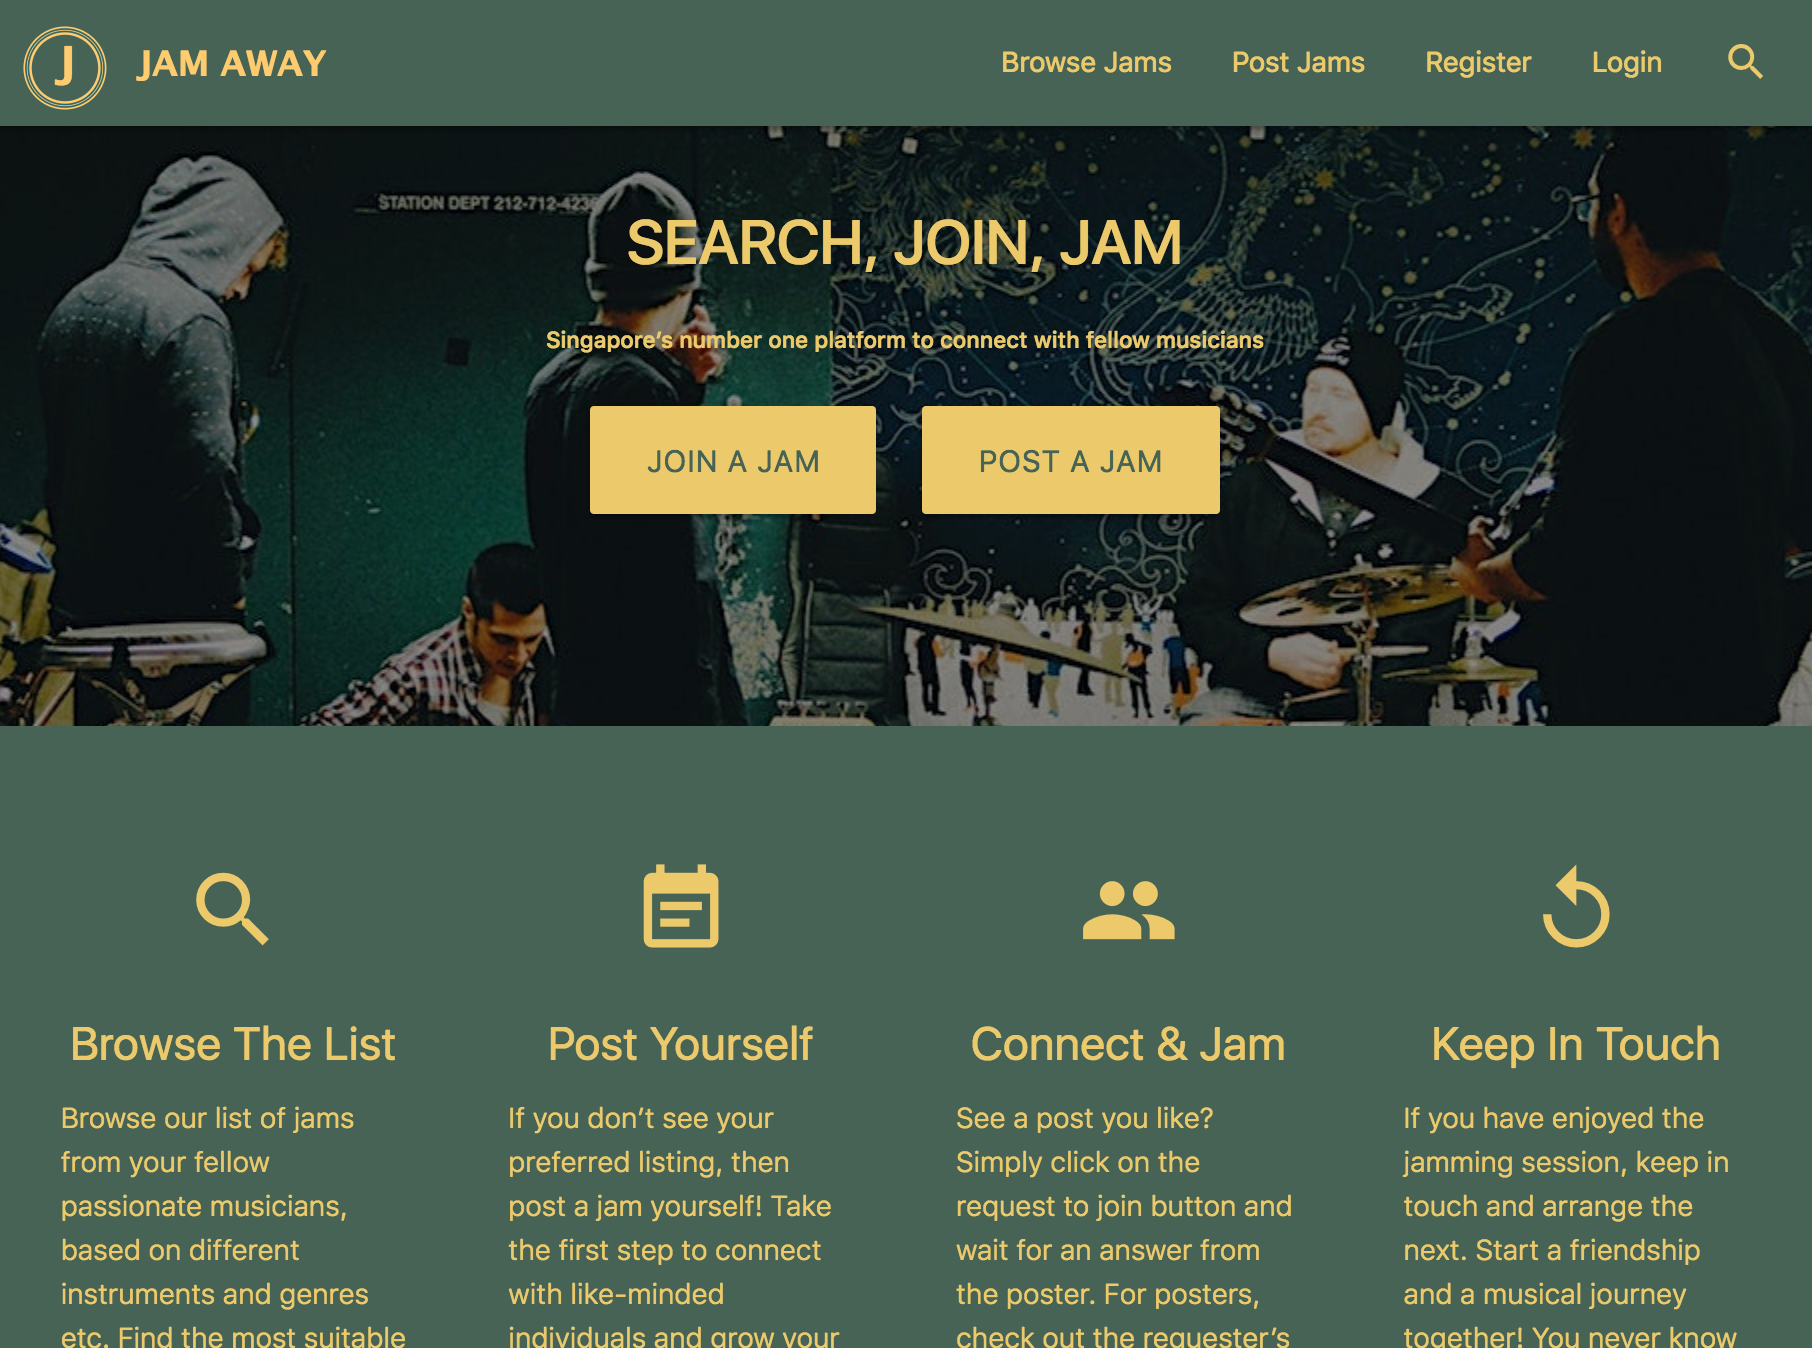 J
JAM AWAY
Browse Jams Post Jams Register Login
STATION DEPT 212-712-4236
SEARCH, JOIN, JAM
Singapore’s number one platform to connect with fellow musicians
JOIN A JAM
POST A JAM
Browse The List
Browse our list of jams
from your fellow
passionate musicians,
based on different
instruments and genres
etc. Find the most suitable
Post Yourself
If you don’t see your
preferred listing, then
post a jam yourself! Take
the first step to connect
with like-minded
individuals and grow your
Connect & Jam
See a post you like?
Simply click on the
request to join button and
wait for an answer from
the poster. For posters,
check out the requester’s
Keep In Touch
If you have enjoyed the
jamming session, keep in
touch and arrange the
next. Start a friendship
and a musical journey
together! You never know